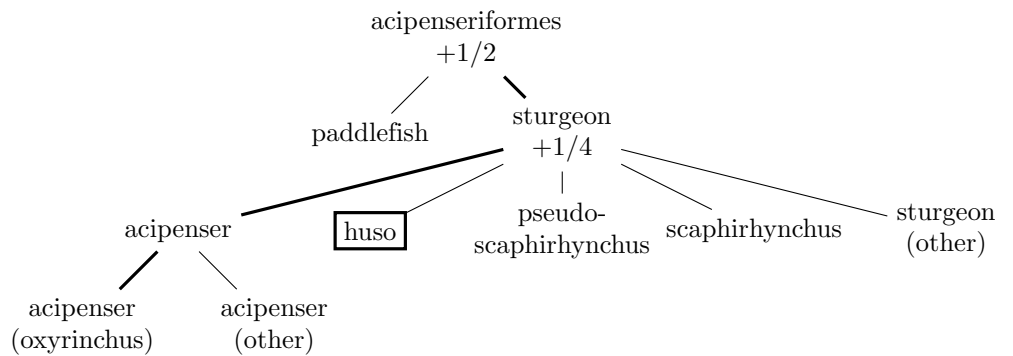 acipenseriformes
+1/2
paddlefish
sturgeon
+1/4
acipenser
huso
pseudo-
scaphirhynchus
scaphirhynchus
sturgeon
(other)
acipenser
(oxyrinchus)
acipenser
(other)